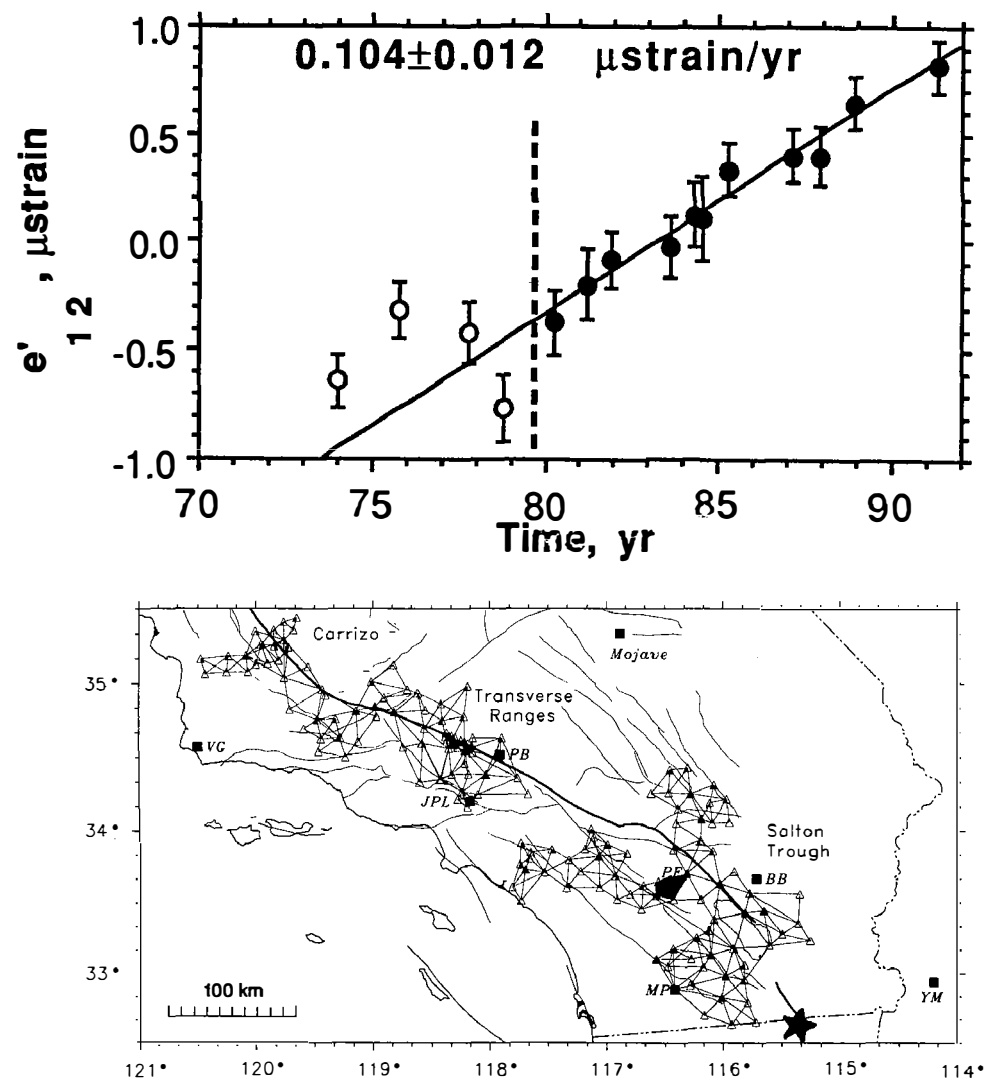 1.0
0.104±0.012 μstrain/yr
0.5
0.0
-0.5
-1.0
e'12, μstrain
70 75 80 85 90
Time, yr
Carrizo
Mojave
35°
Transverse
Ranges
VG
PB
JPL
34°
Salton
Trough
PF
BB
33°
100 km
MP
YM
121° 120° 119° 118° 117° 116° 115° 114°